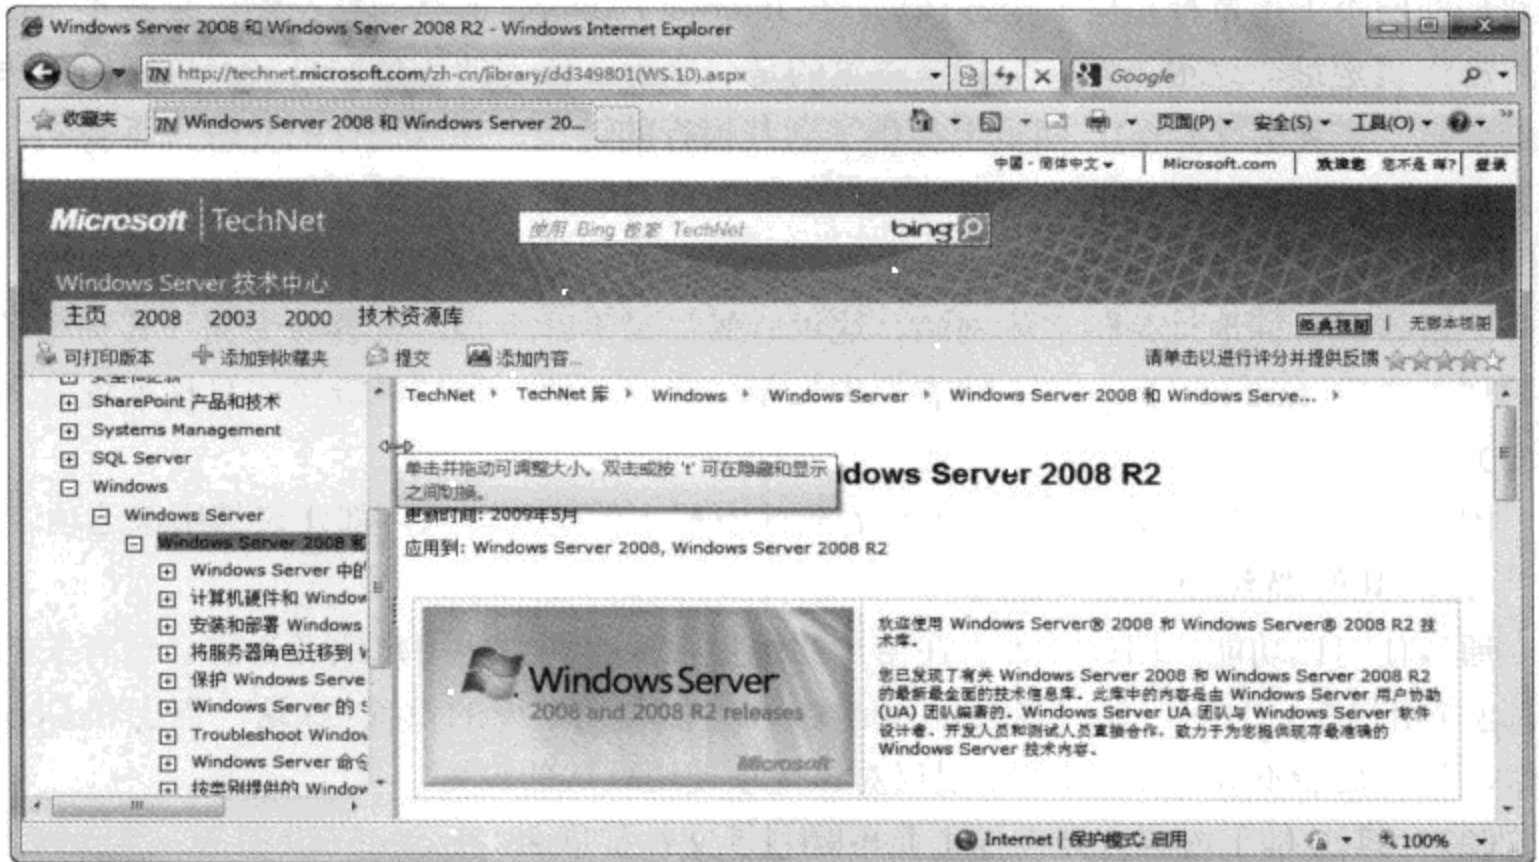 Windows Server 2008 和 Windows Server 2008 R2 - Windows Internet Explorer
http://technet.microsoft.com/zh-cn/library/dd349801(WS.10).aspx
Google
收藏夹
Windows Server 2008 和 Windows Server 20...
页面(P)
安全(S)
工具(O)
中国 - 简体中文
Microsoft.com
欢迎您 您不是 晖? 登录
Microsoft TechNet
使用 Bing 搜索 TechNet
bing
Windows Server 技术中心
主页 2008 2003 2000 技术资源库
经典视图 | 无脚本视图
可打印版本 添加到收藏夹 提交 添加内容...
请单击以进行评分并提供反馈
SharePoint 产品和技术
Systems Management
SQL Server
Windows
Windows Server
Windows Server 2008 和
Windows Server 中的
计算机硬件和 Window
安装和部署 Windows
将服务器角色迁移到 W
保护 Windows Serve
Windows Server 的 S
Troubleshoot Window
Windows Server 命令
按类别提供的 Window
TechNet TechNet 库 Windows Windows Server Windows Server 2008 和 Windows Serve...
单击并拖动可调整大小。双击或按 't' 可在隐藏和显示
之间切换。
dows Server 2008 R2
更新时间: 2009年5月
应用到: Windows Server 2008, Windows Server 2008 R2
Windows Server
2008 and 2008 R2 releases
Microsoft
欢迎使用 Windows Server® 2008 和 Windows Server® 2008 R2 技
术库。
您已发现了有关 Windows Server 2008 和 Windows Server 2008 R2
的最新最全面的技术信息库。此库中的内容是由 Windows Server 用户协助
(UA) 团队编著的。Windows Server UA 团队与 Windows Server 软件
设计者、开发人员和测试人员直接合作，致力于为您提供现存最准确的
Windows Server 技术内容。
Internet | 保护模式: 启用
100%